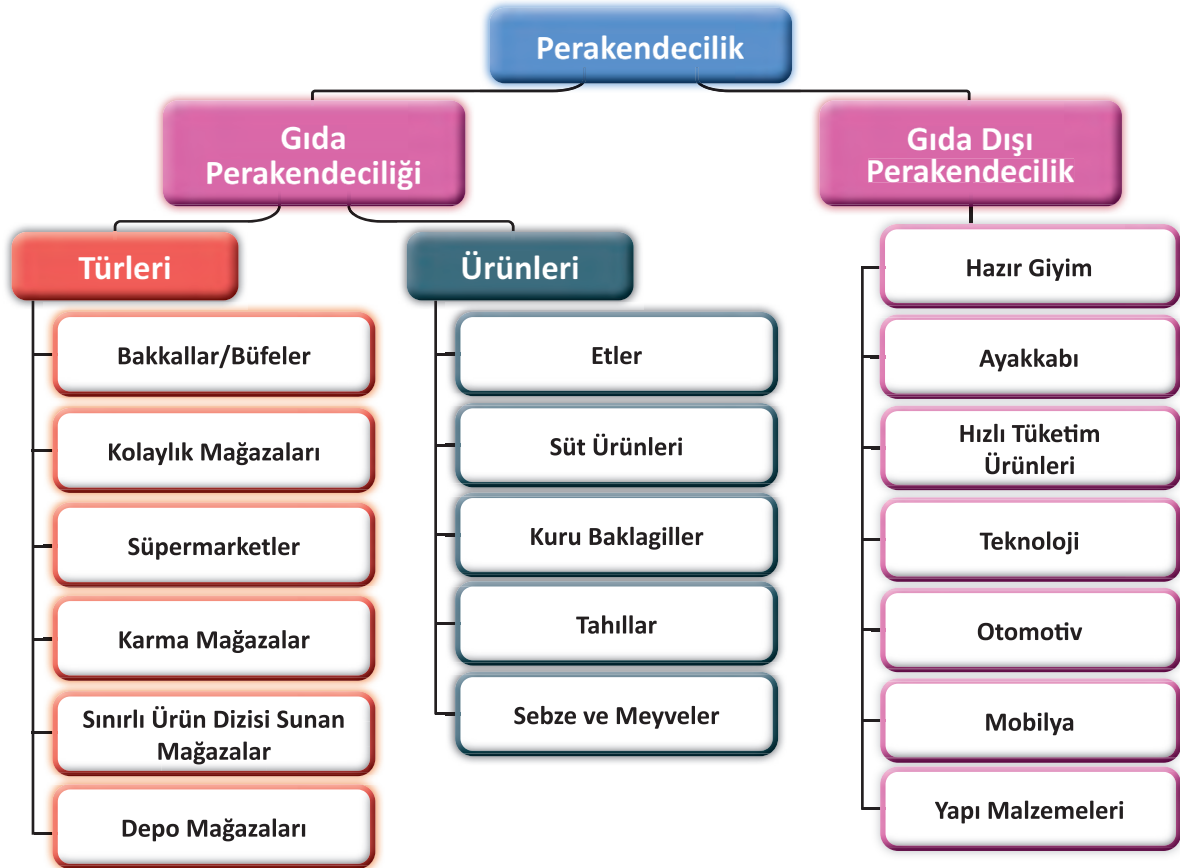 Perakendecilik
Gıda
Perakendeciliği
Türleri
Bakkallar/Büfeler
Kolaylık Mağazaları
Süpermarketler
Karma Mağazalar
Sınırlı Ürün Dizisi Sunan
Mağazalar
Depo Mağazaları
Ürünleri
Etler
Süt Ürünleri
Kuru Baklagiller
Tahıllar
Sebze ve Meyveler
Gıda Dışı
Perakendecilik
Hazır Giyim
Ayakkabı
Hızlı Tüketim
Ürünleri
Teknoloji
Otomotiv
Mobilya
Yapı Malzemeleri